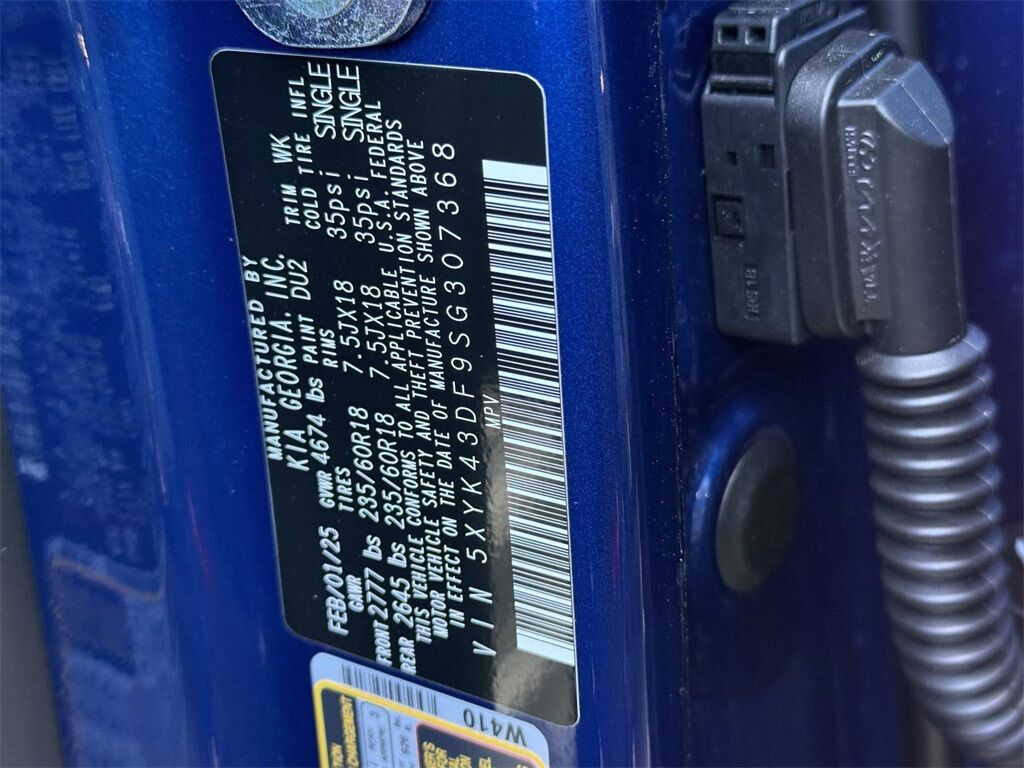 MANUFACTURED BY
KIA GEORGIA. INC.
FEB/01/25 GVWR 4674 lbs PAINT DU2 TRIM WK
GAWR TIRES RIMS COLD TIRE INFL
FRONT 2777 lbs 235/60R18 7.5JX18 35psi SINGLE
REAR 2645 lbs 235/60R18 7.5JX18 35psi SINGLE
THIS VEHICLE CONFORMS TO ALL APPLICABLE U.S.A. FEDERAL
MOTOR VEHICLE SAFETY AND THEFT PREVENTION STANDARDS
IN EFFECT ON THE DATE OF MANUFACTURE SHOWN ABOVE
VIN 5XYK43DF9SG307368
MPV
W410